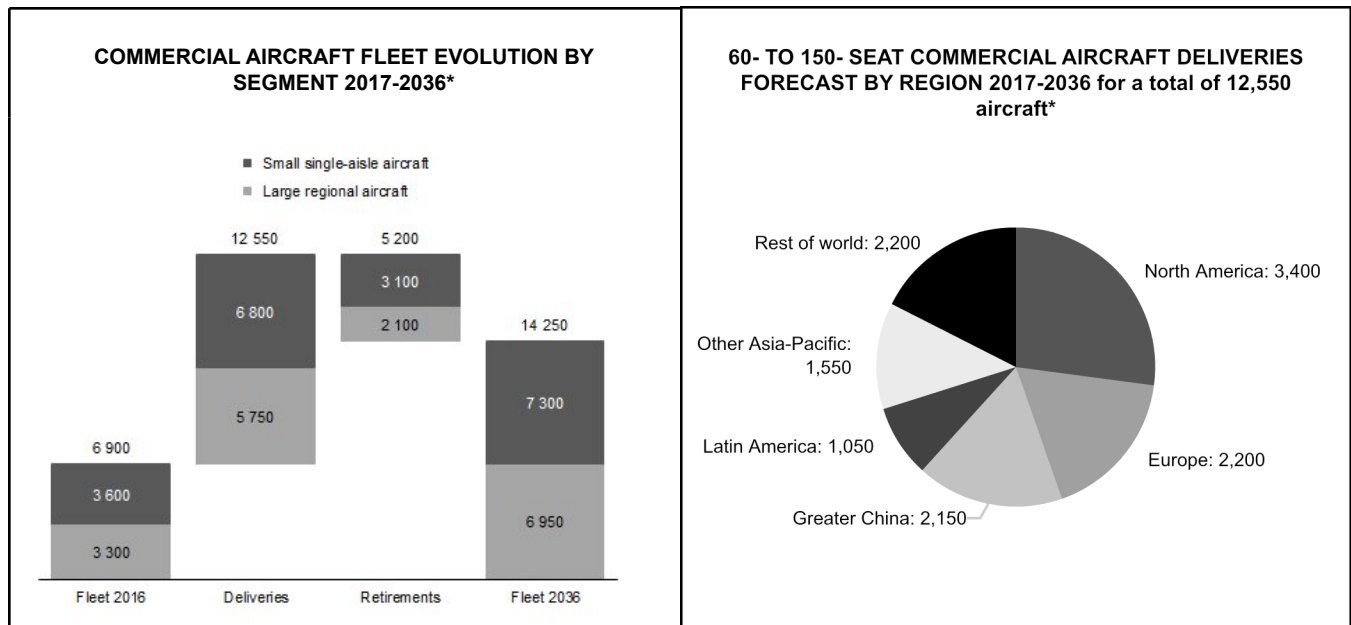 COMMERCIAL AIRCRAFT FLEET EVOLUTION BY
SEGMENT 2017-2036*
Small single-aisle aircraft
Large regional aircraft
12 550
5 200
3 100
6 800
2 100
14 250
7 300
5 750
6 900
3 600
6 950
3 300
Fleet 2016
Deliveries
Retirements
Fleet 2036
60- TO 150- SEAT COMMERCIAL AIRCRAFT DELIVERIES
FORECAST BY REGION 2017-2036 for a total of 12,550
aircraft*
Rest of world: 2,200
North America: 3,400
Other Asia-Pacific:
1,550
Latin America: 1,050
Europe: 2,200
Greater China: 2,150